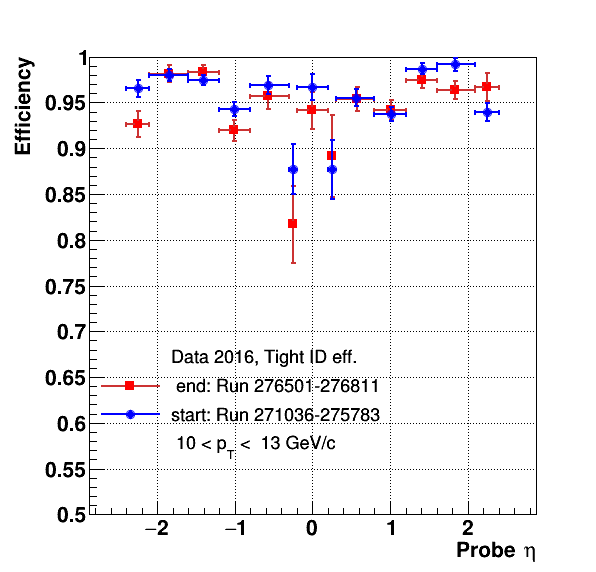 Efficiency
1
0.95
0.9
0.85
0.8
0.75
0.7
0.65
0.6
0.55
0.5
Data 2016, Tight ID eff.
end: Run 276501-276811
start: Run 271036-275783
10 < p_T < 13 GeV/c
−2 −1 0 1 2
Probe η